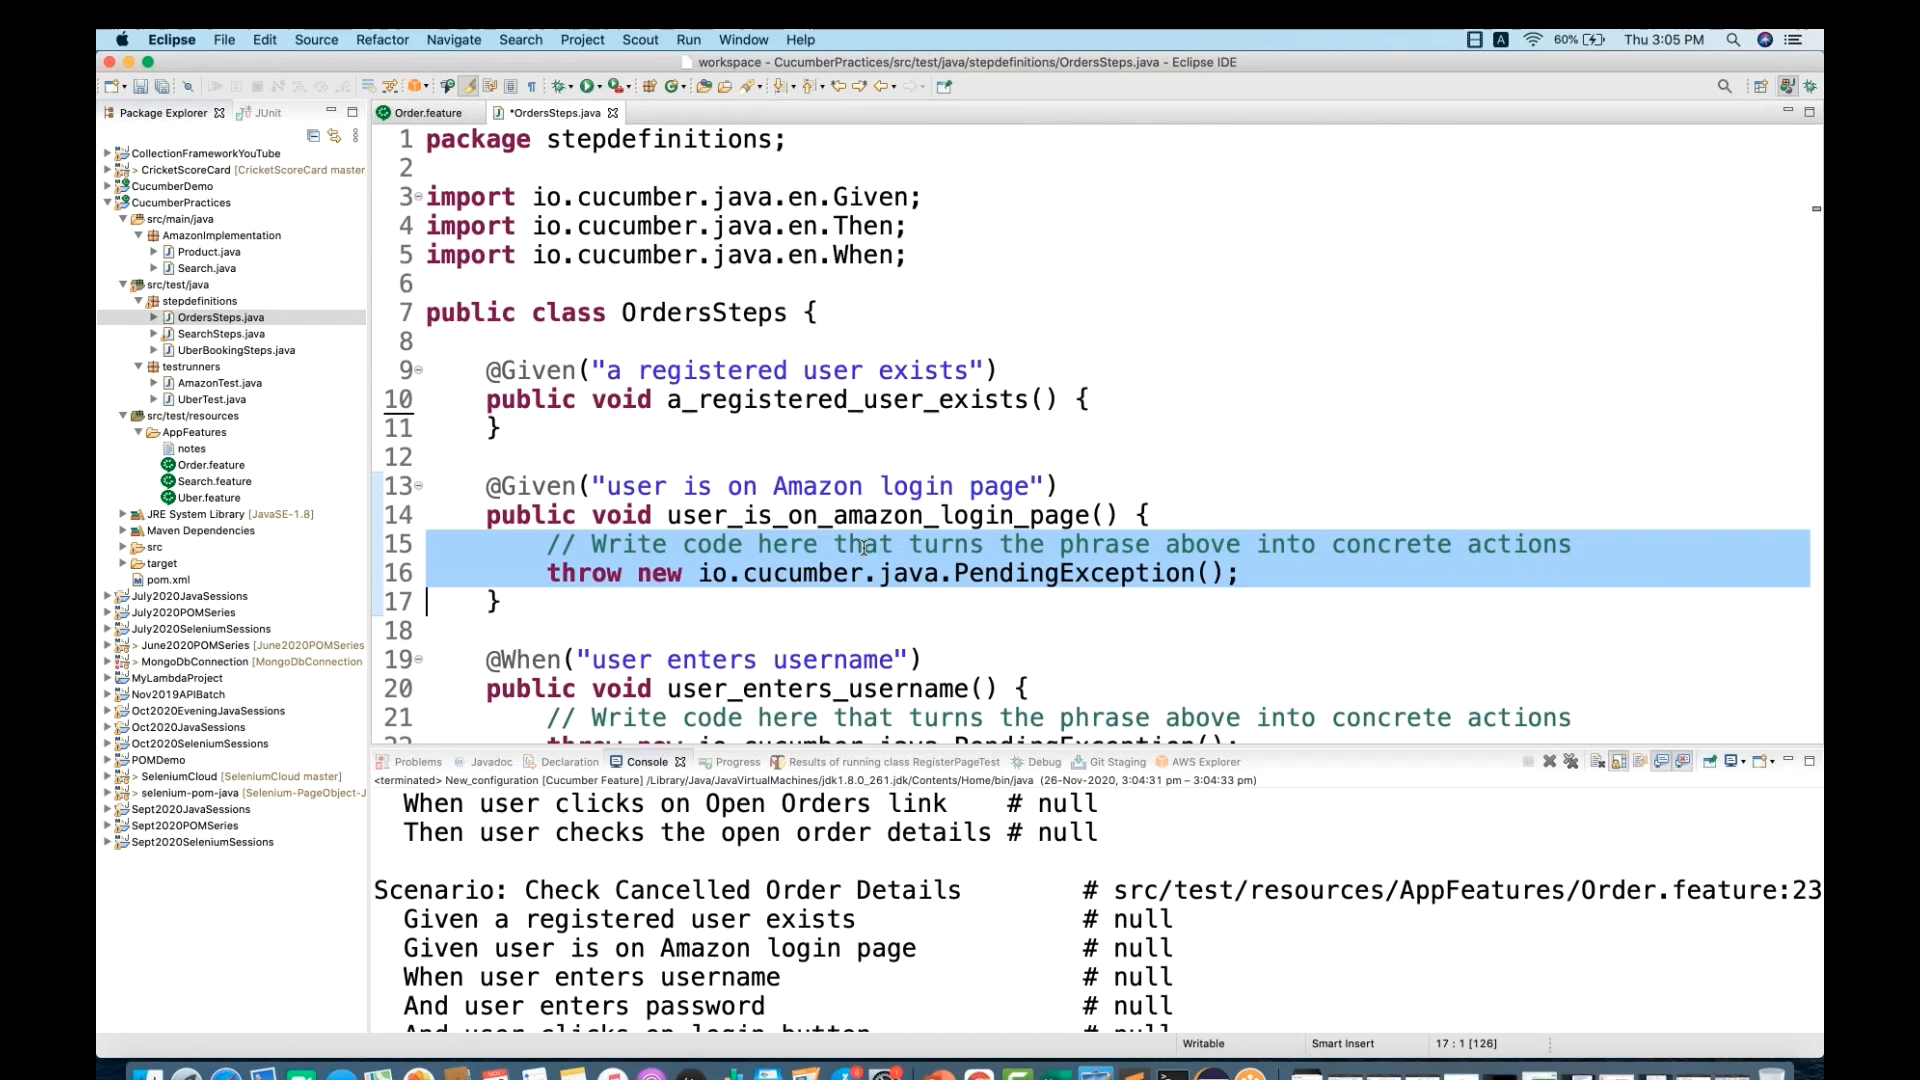 Eclipse File Edit Source Refactor Navigate Search Project Scout Run Window Help
A 60% Thu 3:05 PM
workspace - CucumberPractices/src/test/java/stepdefinitions/OrdersSteps.java - Eclipse IDE
Package Explorer JUnit
Order.feature *OrdersSteps.java
CollectionFrameworkYouTube
> CricketScoreCard [CricketScoreCard master
CucumberDemo
CucumberPractices
src/main/java
AmazonImplementation
Product.java
Search.java
src/test/java
stepdefinitions
OrdersSteps.java
SearchSteps.java
UberBookingSteps.java
testrunners
AmazonTest.java
UberTest.java
src/test/resources
AppFeatures
notes
Order.feature
Search.feature
Uber.feature
JRE System Library [JavaSE-1.8]
Maven Dependencies
src
target
pom.xml
July2020JavaSessions
July2020POMSeries
July2020SeleniumSessions
> June2020POMSeries [June2020POMSeries
> MongoDbConnection [MongoDbConnection
MyLambdaProject
Nov2019APIBatch
Oct2020EveningJavaSessions
Oct2020JavaSessions
Oct2020SeleniumSessions
POMDemo
> SeleniumCloud [SeleniumCloud master]
> selenium-pom-java [Selenium-PageObject-J
Sept2020JavaSessions
Sept2020POMSeries
Sept2020SeleniumSessions
1 package stepdefinitions;
2
3 import io.cucumber.java.en.Given;
4 import io.cucumber.java.en.Then;
5 import io.cucumber.java.en.When;
6
7 public class OrdersSteps {
8
9 @Given("a registered user exists")
10 public void a_registered_user_exists() {
11 }
12
13 @Given("user is on Amazon login page")
14 public void user_is_on_amazon_login_page() {
15 // Write code here that turns the phrase above into concrete actions
16 throw new io.cucumber.java.PendingException();
17 }
18
19 @When("user enters username")
20 public void user_enters_username() {
21 // Write code here that turns the phrase above into concrete actions
22 throw new io.cucumber.java.PendingException();
Problems Javadoc Declaration Console Progress Results of running class RegisterPageTest Debug Git Staging AWS Explorer
<terminated> New_configuration [Cucumber Feature] /Library/Java/JavaVirtualMachines/jdk1.8.0_261.jdk/Contents/Home/bin/java (26-Nov-2020, 3:04:31 pm – 3:04:33 pm)
When user clicks on Open Orders link # null
Then user checks the open order details # null
Scenario: Check Cancelled Order Details # src/test/resources/AppFeatures/Order.feature:23
Given a registered user exists # null
Given user is on Amazon login page # null
When user enters username # null
And user enters password # null
And user clicks on login button # null
Writable Smart Insert 17 : 1 [126]